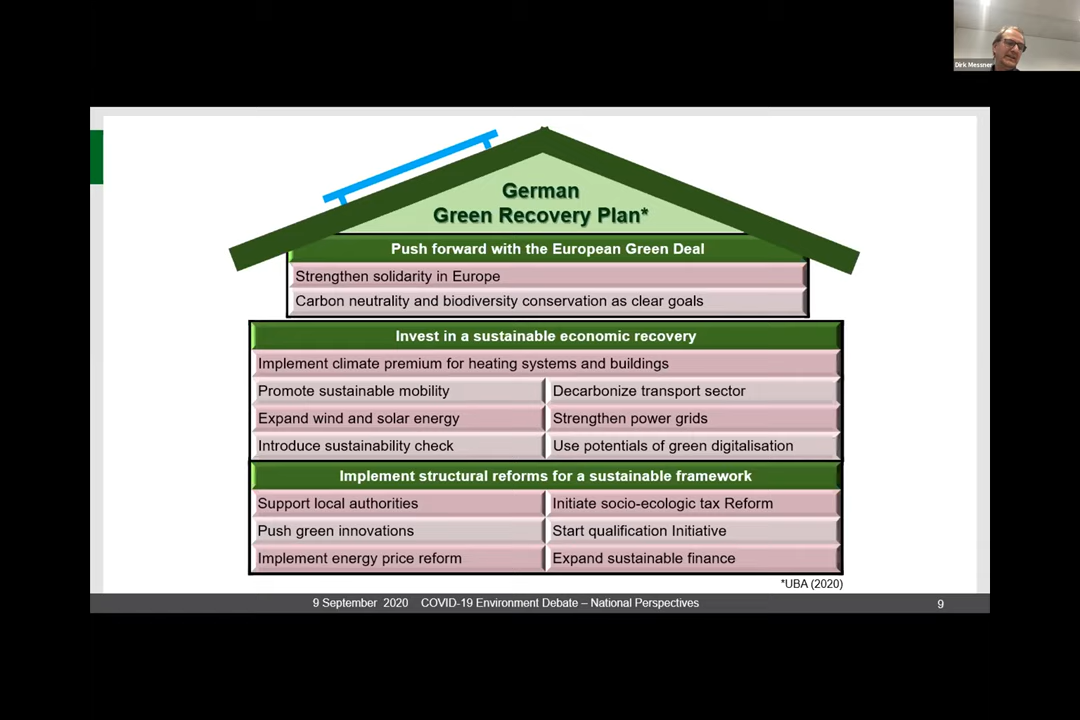 Dirk Messner
German
Green Recovery Plan*
Push forward with the European Green Deal
Strengthen solidarity in Europe
Carbon neutrality and biodiversity conservation as clear goals
Invest in a sustainable economic recovery
Implement climate premium for heating systems and buildings
Promote sustainable mobility
Decarbonize transport sector
Expand wind and solar energy
Strengthen power grids
Introduce sustainability check
Use potentials of green digitalisation
Implement structural reforms for a sustainable framework
Support local authorities
Initiate socio-ecologic tax Reform
Push green innovations
Start qualification Initiative
Implement energy price reform
Expand sustainable finance
*UBA (2020)
9 September 2020 COVID-19 Environment Debate – National Perspectives
9